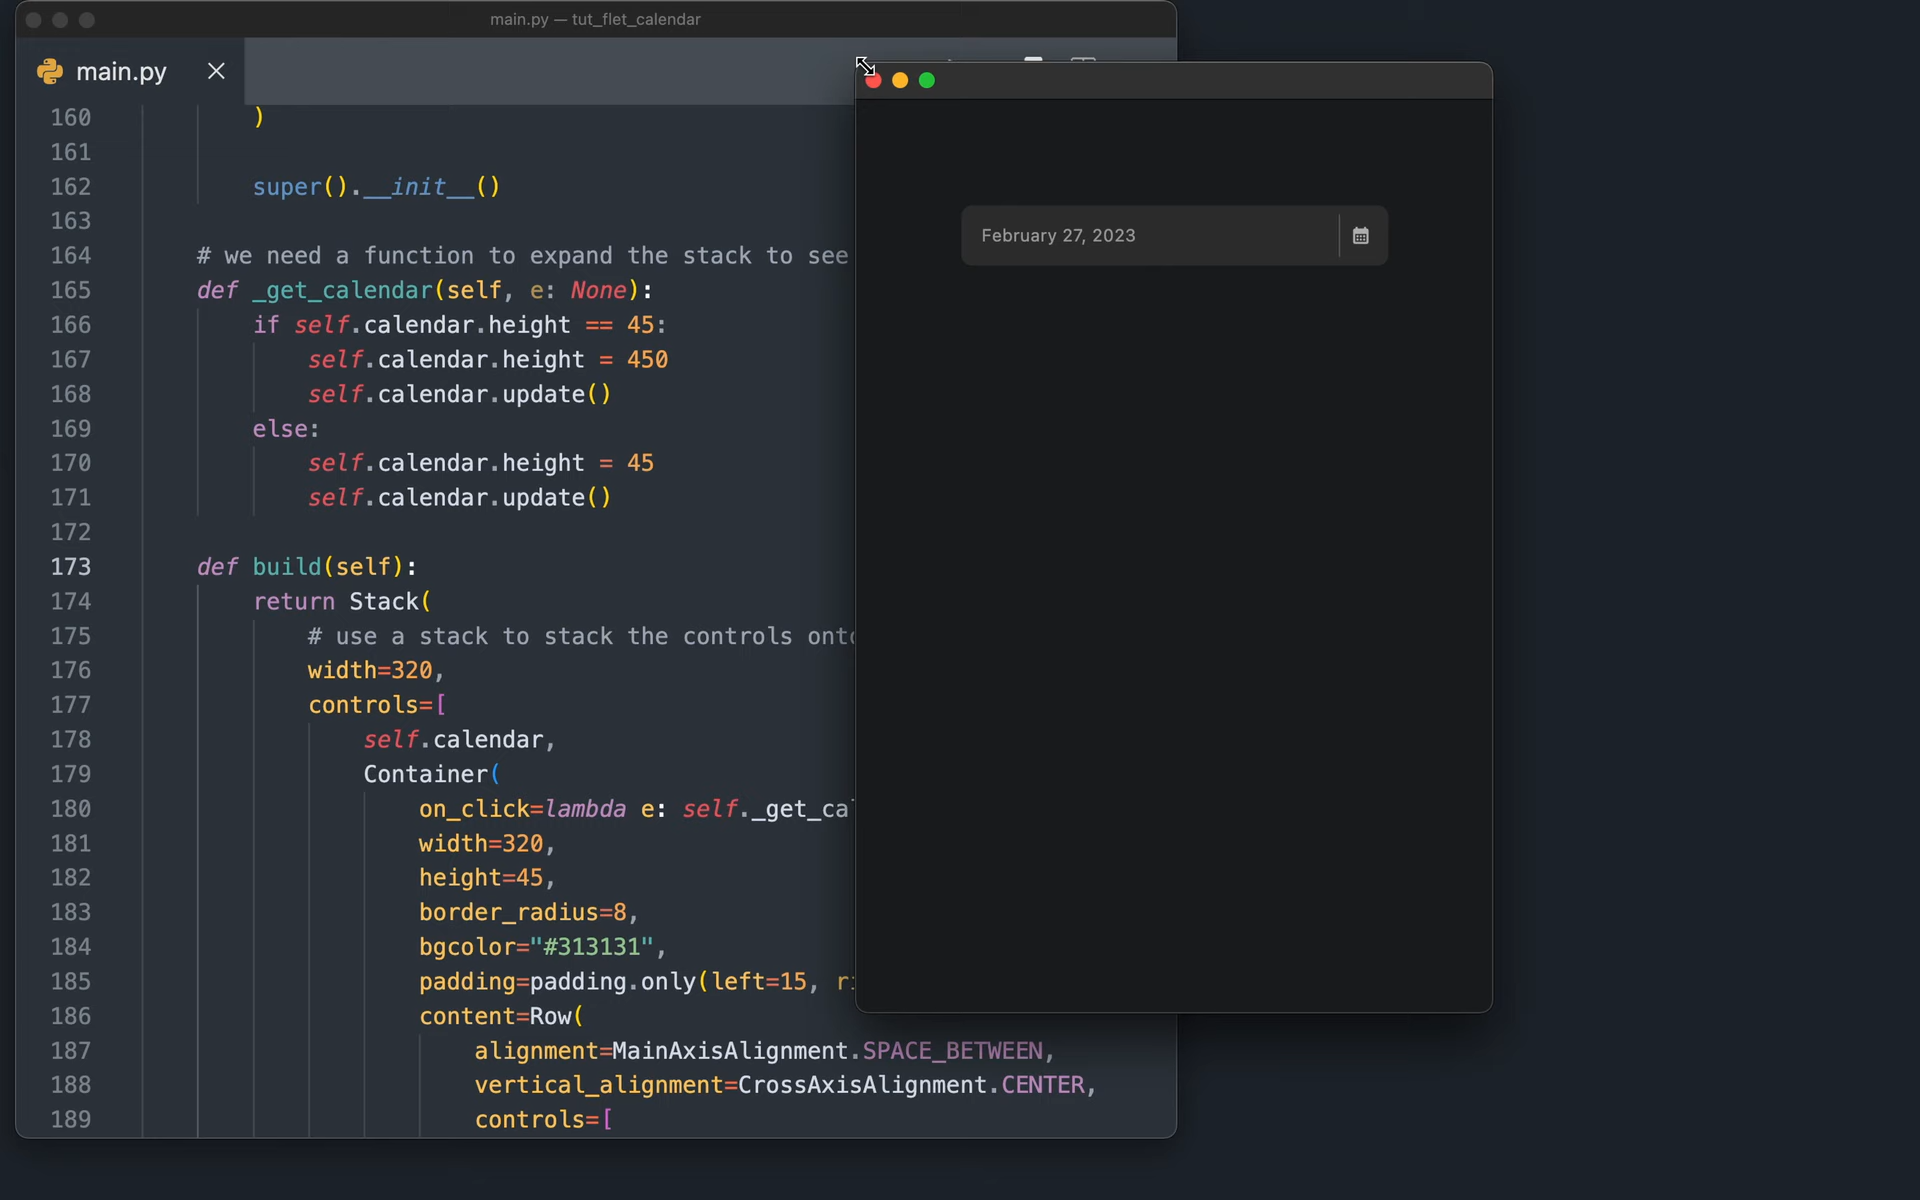 main.py — tut_flet_calendar
main.py
160 )
161
162 super().__init__()
163
164 # we need a function to expand the stack to see
165 def _get_calendar(self, e: None):
166 if self.calendar.height == 45:
167 self.calendar.height = 450
168 self.calendar.update()
169 else:
170 self.calendar.height = 45
171 self.calendar.update()
172
173 def build(self):
174 return Stack(
175 # use a stack to stack the controls onto
176 width=320,
177 controls=[
178 self.calendar,
179 Container(
180 on_click=lambda e: self._get_cal
181 width=320,
182 height=45,
183 border_radius=8,
184 bgcolor="#313131",
185 padding=padding.only(left=15, ri
186 content=Row(
187 alignment=MainAxisAlignment.SPACE_BETWEEN,
188 vertical_alignment=CrossAxisAlignment.CENTER,
189 controls=[
February 27, 2023